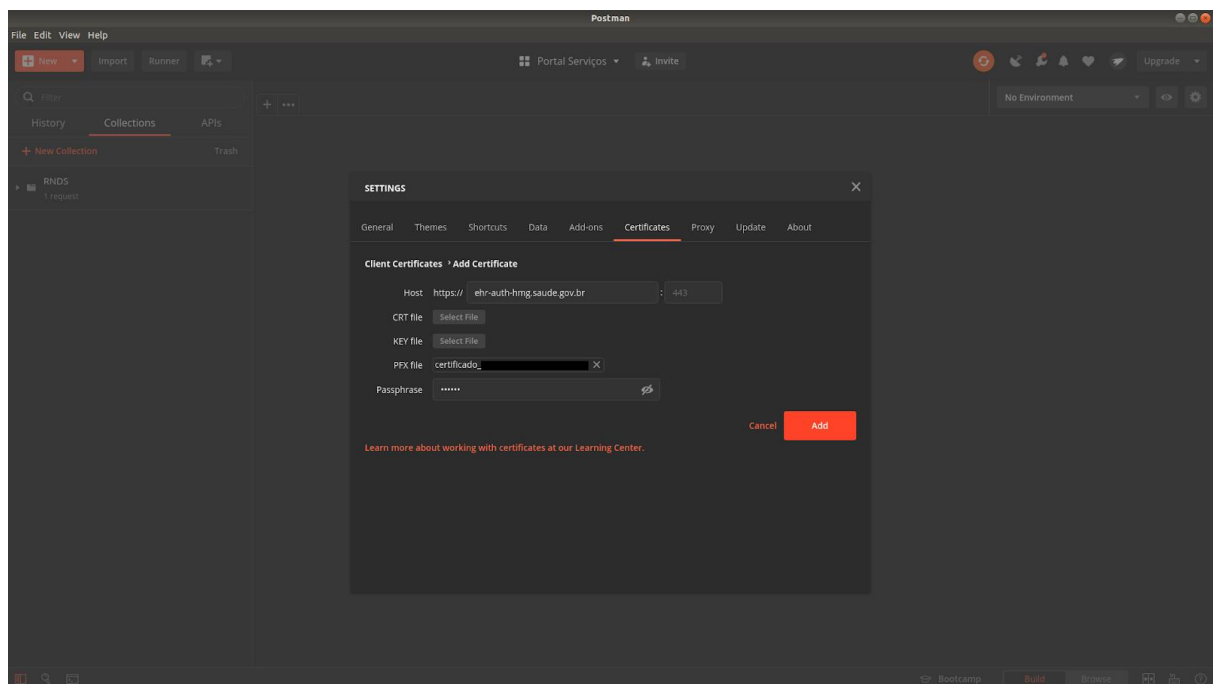 Postman
File Edit View Help
New Import Runner Portal Serviços Invite Upgrade
Filter
No Environment
History Collections APIs
+ New Collection Trash
RNDS
1 request
SETTINGS
General Themes Shortcuts Data Add-ons Certificates Proxy Update About
Client Certificates › Add Certificate
Host https:// ehr-auth-hmg.saude.gov.br : 443
CRT file Select File
KEY file Select File
PFX file certificado_
Passphrase ••••••
Cancel Add
Learn more about working with certificates at our Learning Center.
Bootcamp Build Browse